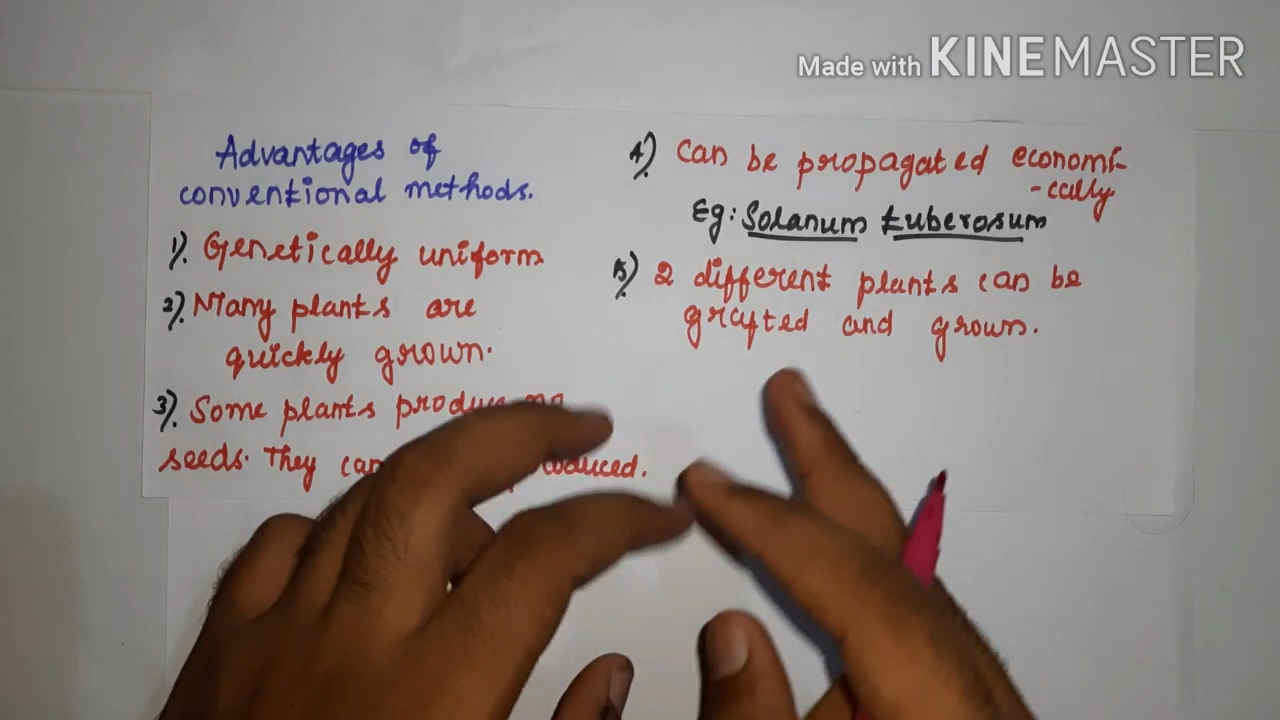 Made with KINEMASTER
Advantages of
conventional methods.
1). Genetically uniform
2). Many plants are
quickly grown.
3). Some plants produce no
seeds. They can
4.) can be propagated economi-
-cally
Eg: Solanum tuberosum
5.) 2 different plants can be
grafted and grown.